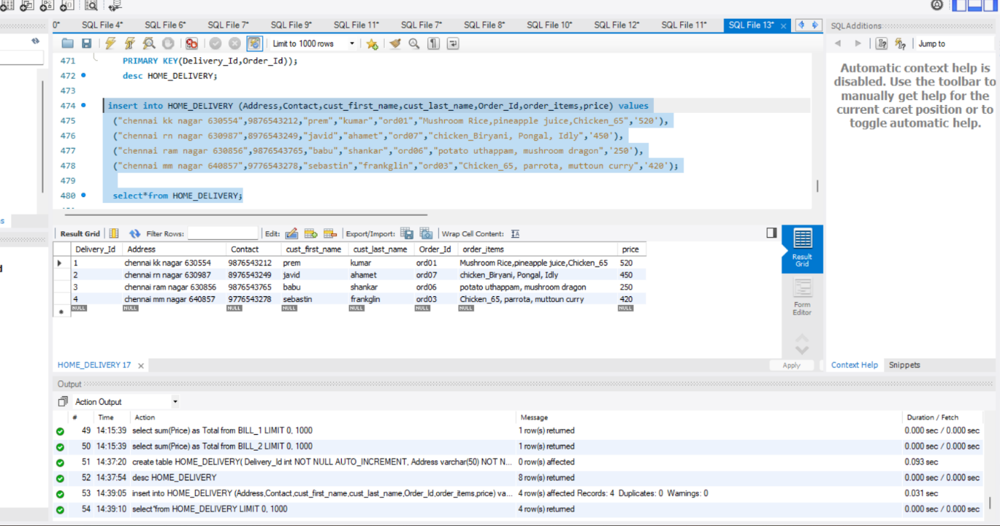 0* SQL File 4* SQL File 6* SQL File 7* SQL File 9* SQL File 11* SQL File 7* SQL File 8* SQL File 10* SQL File 12* SQL File 11* SQL File 13* SQLAdditions
Limit to 1000 rows Jump to
471 PRIMARY KEY(Delivery_Id,Order_Id));
472 desc HOME_DELIVERY;
473
474 insert into HOME_DELIVERY (Address,Contact,cust_first_name,cust_last_name,Order_Id,order_items,price) values
475 ("chennai kk nagar 630554",9876543212,"prem","kumar","ord01","Mushroom Rice,pineapple juice,Chicken_65",'520'),
476 ("chennai rn nagar 630987",8976543249,"javid","ahamet","ord07","chicken_Biryani, Pongal, Idly",'450'),
477 ("chennai ram nagar 630856",9876543765,"babu","shankar","ord06","potato uthappam, mushroom dragon",'250'),
478 ("chennai mm nagar 640857",9776543278,"sebastin","frankglin","ord03","Chicken_65, parrota, muttoun curry",'420');
479
480 select*from HOME_DELIVERY;
Automatic context help is
disabled. Use the toolbar to
manually get help for the
current caret position or to
toggle automatic help.
Result Grid Filter Rows: Edit: Export/Import: Wrap Cell Content:
Delivery_Id Address Contact cust_first_name cust_last_name Order_Id order_items price
1 chennai kk nagar 630554 9876543212 prem kumar ord01 Mushroom Rice,pineapple juice,Chicken_65 520
2 chennai rn nagar 630987 8976543249 javid ahamet ord07 chicken_Biryani, Pongal, Idly 450
3 chennai ram nagar 630856 9876543765 babu shankar ord06 potato uthappam, mushroom dragon 250
4 chennai mm nagar 640857 9776543278 sebastin frankglin ord03 Chicken_65, parrota, muttoun curry 420
NULL NULL NULL NULL NULL NULL NULL NULL
Result
Grid
Form
Editor
HOME_DELIVERY 17 Apply Context Help Snippets
Output
Action Output
# Time Action Message Duration / Fetch
49 14:15:39 select sum(Price) as Total from BILL_1 LIMIT 0, 1000 1 row(s) returned 0.000 sec / 0.000 sec
50 14:15:39 select sum(Price) as Total from BILL_2 LIMIT 0, 1000 1 row(s) returned 0.000 sec / 0.000 sec
51 14:37:20 create table HOME_DELIVERY( Delivery_Id int NOT NULL AUTO_INCREMENT, Address varchar(50) NOT N... 0 row(s) affected 0.093 sec
52 14:37:54 desc HOME_DELIVERY 8 row(s) returned 0.000 sec / 0.000 sec
53 14:39:05 insert into HOME_DELIVERY (Address,Contact,cust_first_name,cust_last_name,Order_Id,order_items,price) va... 4 row(s) affected Records: 4 Duplicates: 0 Warnings: 0 0.031 sec
54 14:39:10 select*from HOME_DELIVERY LIMIT 0, 1000 4 row(s) returned 0.000 sec / 0.000 sec